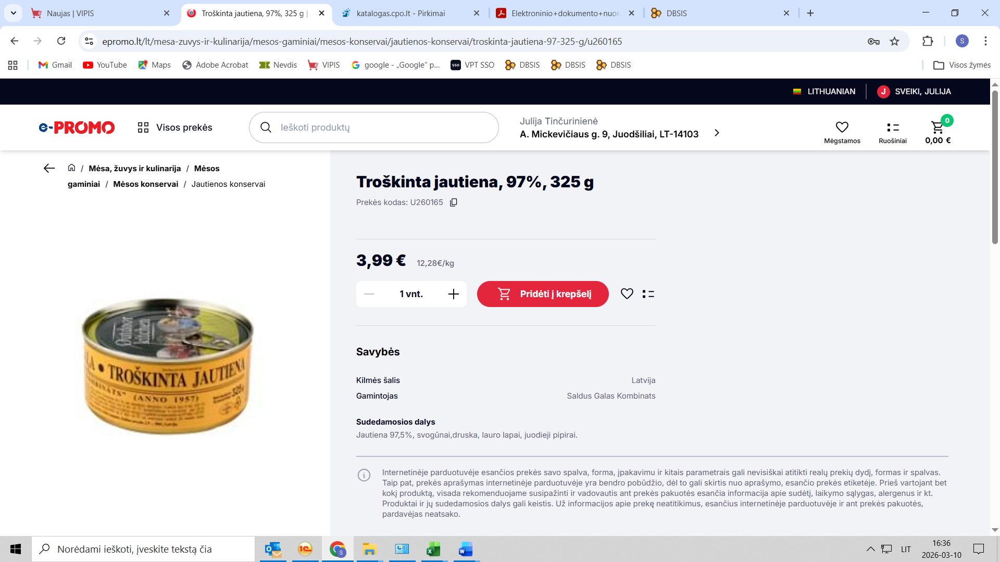 Naujas | VIPIS
Troškinta jautiena, 97%, 325 g |
katalogas.cpo.lt - Pirkimai
Elektroninio+dokumento+nuor
DBSIS
epromo.lt/lt/mesa-zuvys-ir-kulinarija/mesos-gaminiai/mesos-konservai/jautienos-konservai/troskinta-jautiena-97-325-g/u260165
S
Gmail
YouTube
Maps
Adobe Acrobat
Nevdis
VIPIS
google - „Google“ p...
sso
VPT SSO
DBSIS
DBSIS
DBSIS
Visos žymės
LITHUANIAN
J
SVEIKI, JULIJA
e-PROMO
Visos prekės
Ieškoti produktų
Julija Tinčurinienė
A. Mickevičiaus g. 9, Juodšiliai, LT-14103
Mėgstamos
Ruošiniai
0
0,00 €
/ Mėsa, žuvys ir kulinarija / Mėsos
gaminiai / Mėsos konservai / Jautienos konservai
Troškinta jautiena, 97%, 325 g
Prekės kodas: U260165
3,99 €
12,28€/kg
1 vnt.
Pridėti į krepšelį
Outdoor
kitchen
LA • TROŠKINTA JAUTIENA
(ANNO 1957)
325g
Savybės
Kilmės šalis
Latvija
Gamintojas
Saldus Galas Kombinats
Sudedamosios dalys
Jautiena 97,5%, svogūnai,druska, lauro lapai, juodieji pipirai.
Internetinėje parduotuvėje esančios prekės savo spalva, forma, įpakavimu ir kitais parametrais gali nevisiškai atitikti realų prekių dydį, formas ir spalvas.
Taip pat, prekės aprašymas internetinėje parduotuvėje yra bendro pobūdžio, dėl to gali skirtis nuo aprašymo, esančio prekės etiketėje. Prieš vartojant bet
kokį produktą, visada rekomenduojame susipažinti ir vadovautis ant prekės pakuotės esančia informacija apie sudėtį, laikymo sąlygas, alergenus ir kt.
Produktai ir jų sudedamosios dalys gali keistis. Už informacijos apie prekę neatitikimus, esančius internetinėje parduotuvėje ir ant prekės pakuotės,
pardavėjas neatsako.
Norėdami ieškoti, įveskite tekstą čia
LIT
16:36
2026-03-10